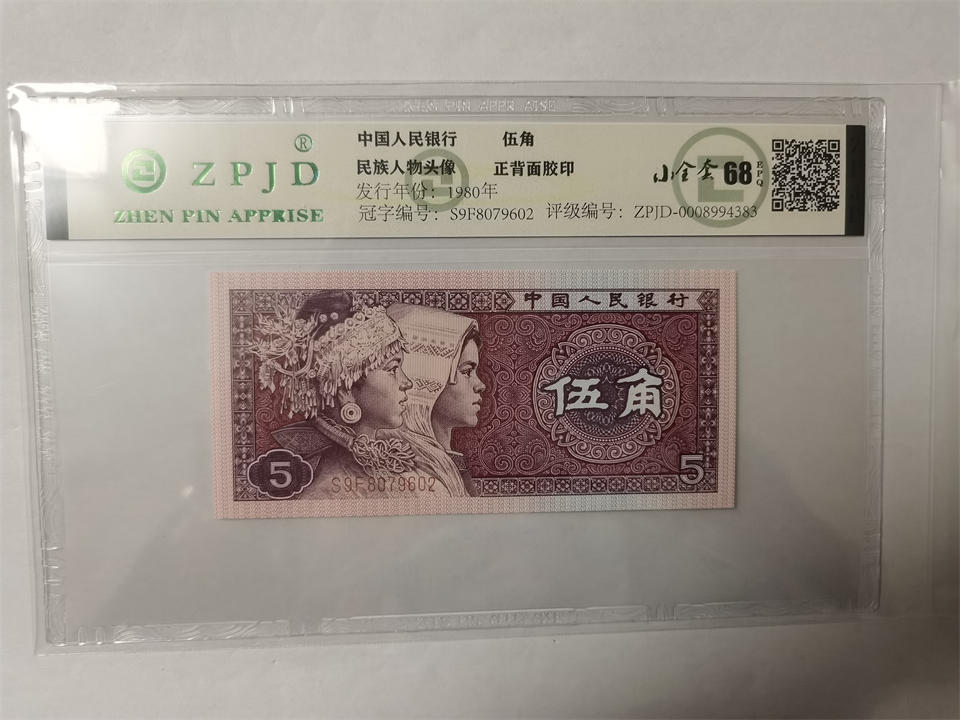 ZPJD®
ZHEN PIN APPRISE
中国人民银行 伍角
民族人物头像 正背面胶印
发行年份：1980年
冠字编号：S9F8079602 评级编号：ZPJD-0008994383
小全套 68 EPQ
中国人民银行
伍角
5
S9F8079602
5